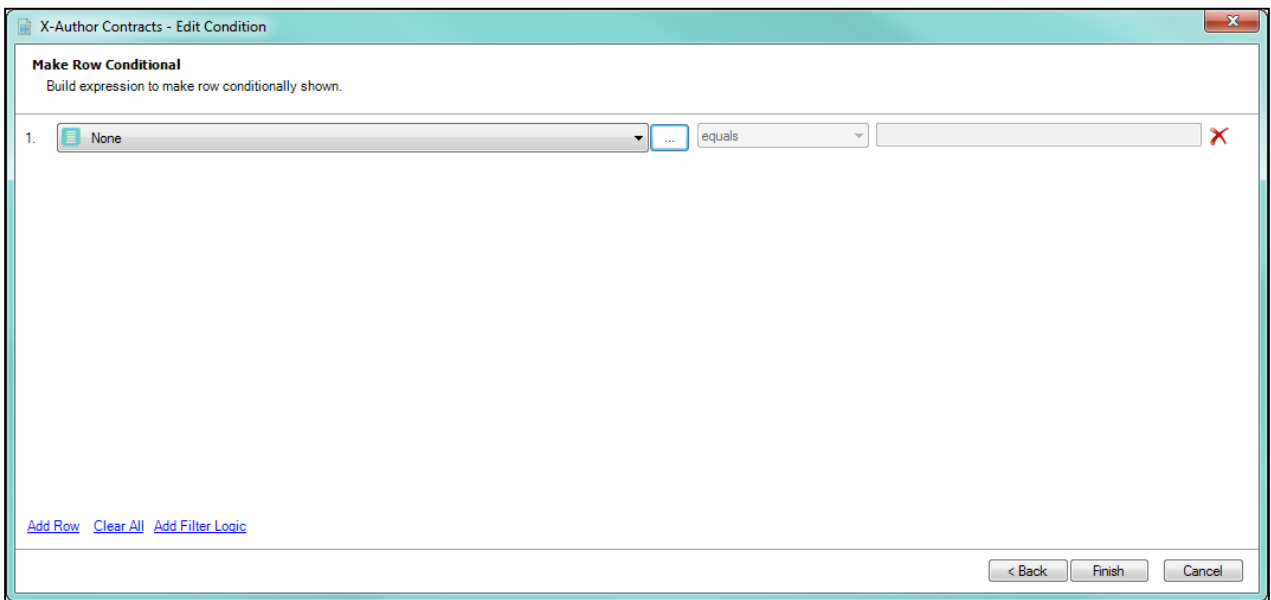 X-Author Contracts - Edit Condition
Make Row Conditional
Build expression to make row conditionally shown.
1. None ... equals
Add Row Clear All Add Filter Logic
< Back Finish Cancel